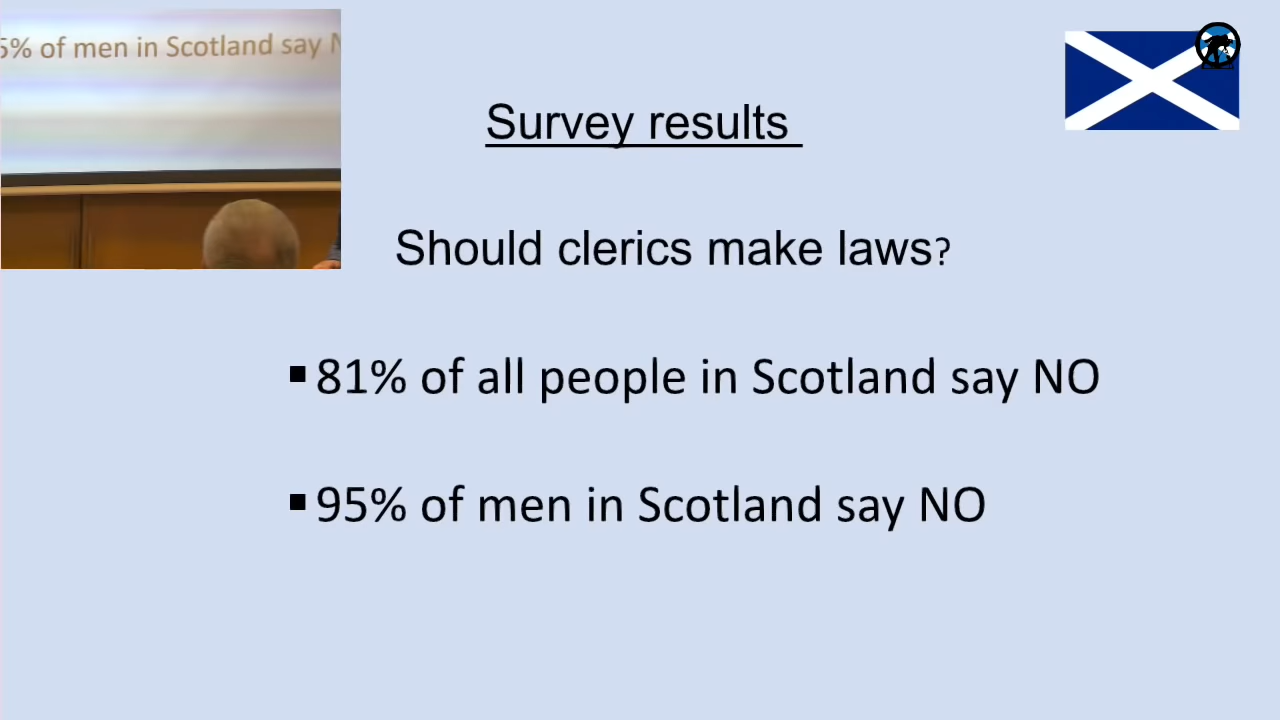 5% of men in Scotland say N
Survey results
Should clerics make laws?
▪81% of all people in Scotland say NO
▪95% of men in Scotland say NO